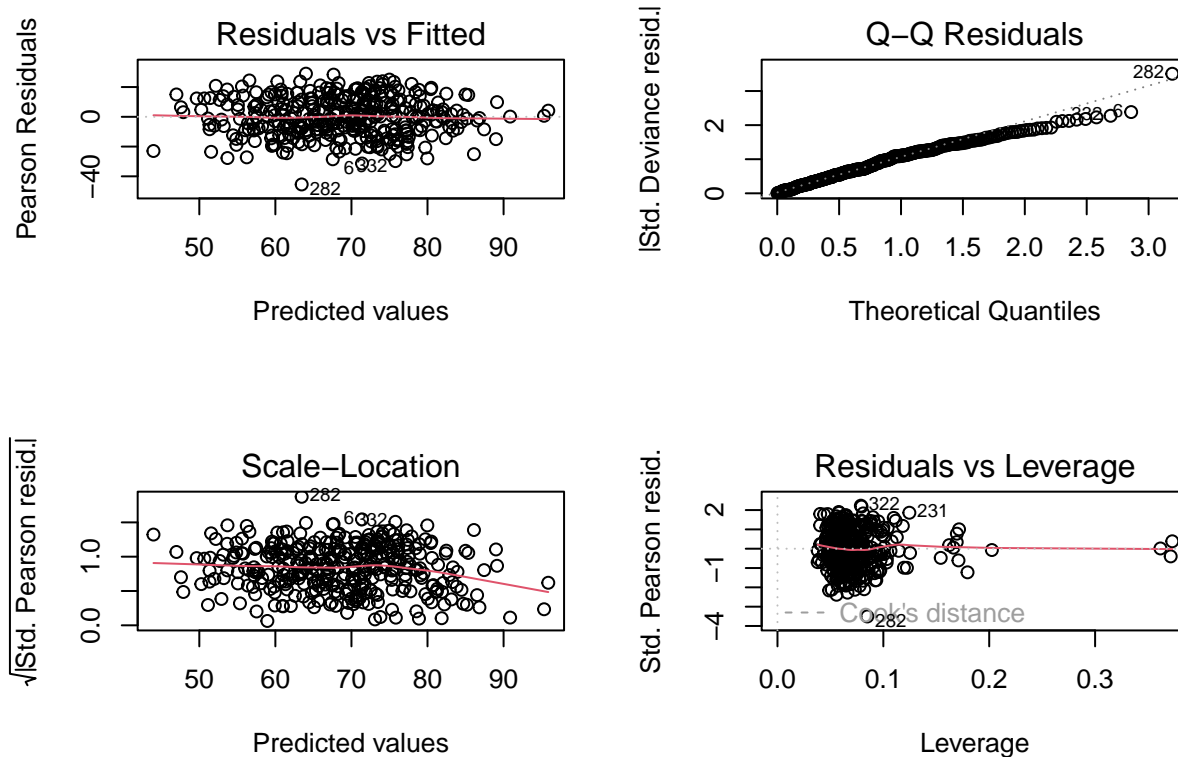 Residuals vs Fitted
Pearson Residuals
0
−40
6
332
282
50 60 70 80 90
Predicted values
Q−Q Residuals
|Std. Deviance resid.|
2
0
282
6
0.0 0.5 1.0 1.5 2.0 2.5 3.0
Theoretical Quantiles
Scale−Location
√|Std. Pearson resid.|
1.0
0.0
282
6
332
50 60 70 80 90
Predicted values
Residuals vs Leverage
Std. Pearson resid.
2
−1
−4
322
231
Cook's distance
282
0.0 0.1 0.2 0.3
Leverage